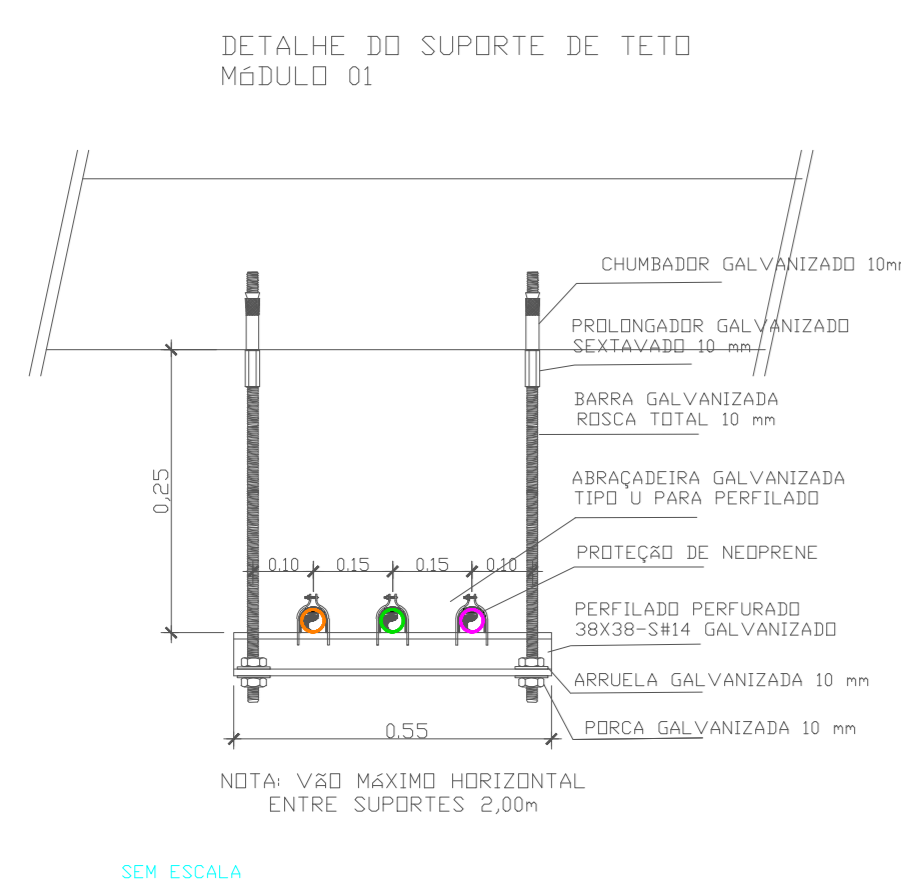 DETALHE DO SUPORTE DE TETO
MóDULO 01
CHUMBADOR GALVANIZADO 10mm
PROLONGADOR GALVANIZADO
SEXTAVADO 10 mm
BARRA GALVANIZADA
ROSCA TOTAL 10 mm
0,25
ABRAÇADEIRA GALVANIZADA
TIPO U PARA PERFILADO
0.10 0.15 0.15 0.10
PROTEÇãO DE NEOPRENE
PERFILADO PERFURADO
38X38-S#14 GALVANIZADO
ARRUELA GALVANIZADA 10 mm
PORCA GALVANIZADA 10 mm
0.55
NOTA: VãO MáXIMO HORIZONTAL
ENTRE SUPORTES 2,00m
SEM ESCALA